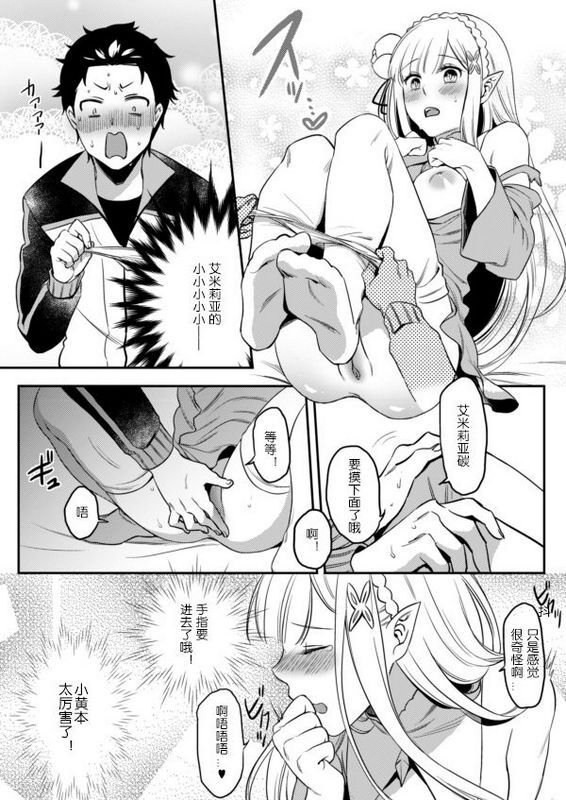 スッ…♡
カァァァー
艾米莉亚的
小小小小小——
艾米莉亚碳
要摸下面了哦
啊！
等等！
ギュ
唔
抖
只是感觉
很奇怪啊…
手指要
进去了哦！
啊唔唔唔…♥
小黄本
太厉害了！